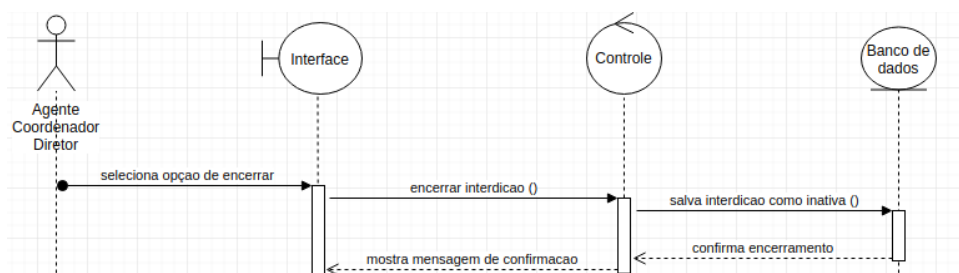 Interface
Controle
Banco de
dados
Agente
Coordenador
Diretor
seleciona opçao de encerrar
encerrar interdicao ()
salva interdicao como inativa ()
confirma encerramento
mostra mensagem de confirmacao